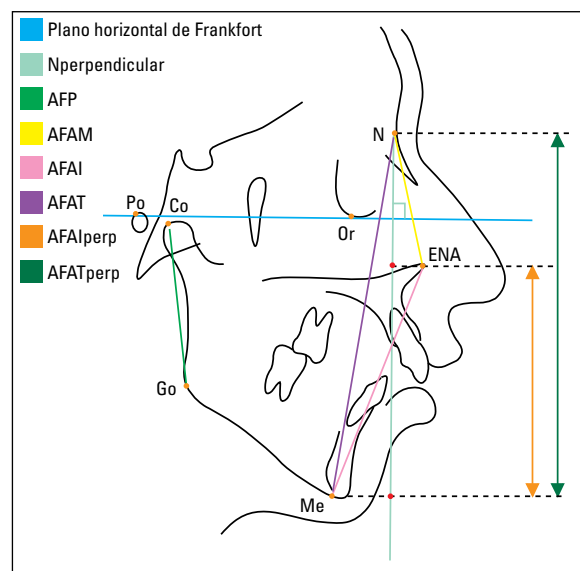 Plano horizontal de Frankfort
Nperpendicular
AFP
AFAM
AFAI
AFAT
AFAIperp
AFATperp
N
Po
Co
Or
ENA
Go
Me